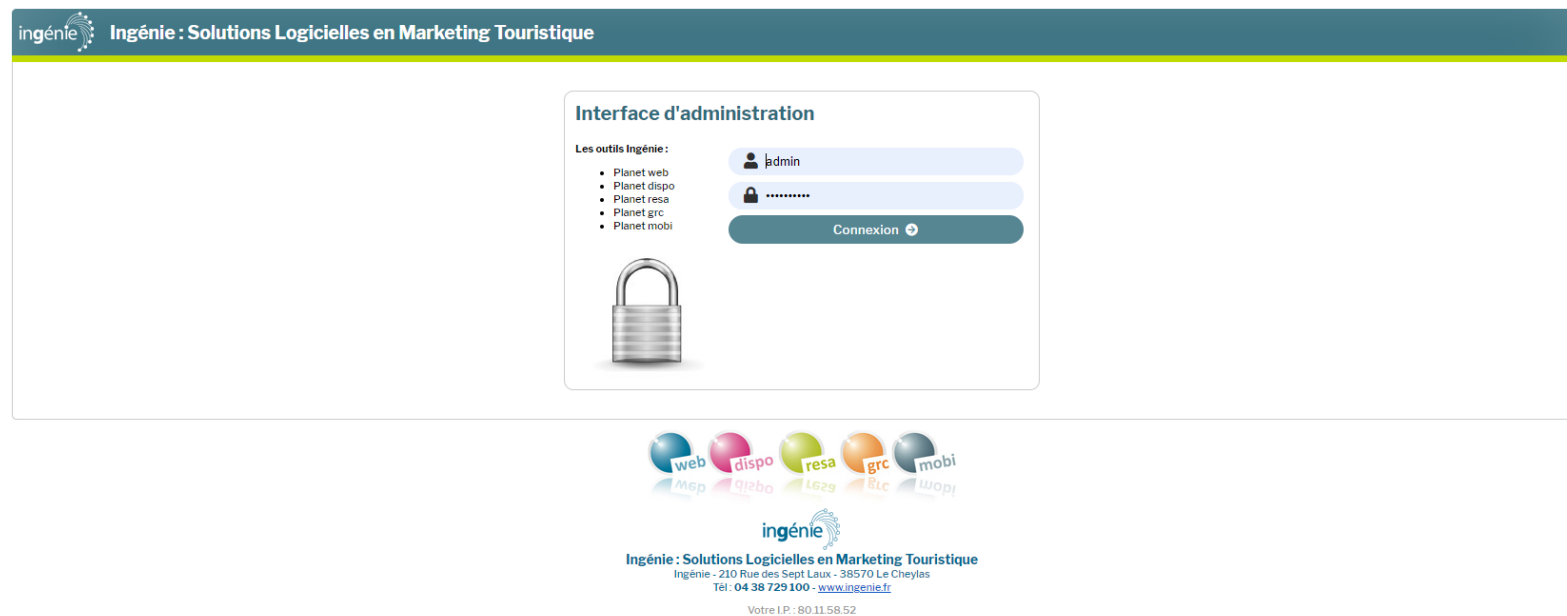 ingénie
Ingénie : Solutions Logicielles en Marketing Touristique
Interface d'administration
Les outils Ingénie :
Planet web
Planet dispo
Planet resa
Planet grc
Planet mobi
admin
••••••••••
Connexion
web dispo resa grc mobi
ingénie
Ingénie : Solutions Logicielles en Marketing Touristique
Ingénie - 210 Rue des Sept Laux - 38570 Le Cheylas
Tél : 04 38 729 100 - www.ingenie.fr
Votre I.P. : 80.11.58.52